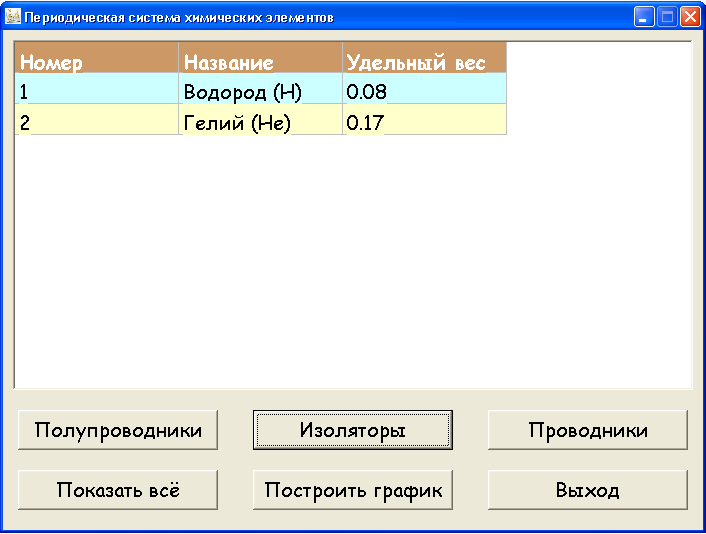 Периодическая система химических элементов
Номер Название Удельный вес
1 Водород (H) 0.08
2 Гелий (He) 0.17
Полупроводники Изоляторы Проводники
Показать всё Построить график Выход